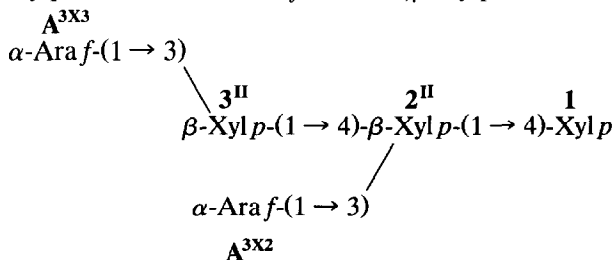 A3X3
α-Araf-(1 → 3)
3II 2II 1
β-Xylp-(1 → 4)-β-Xylp-(1 → 4)-Xylp
α-Araf-(1 → 3)
A3X2